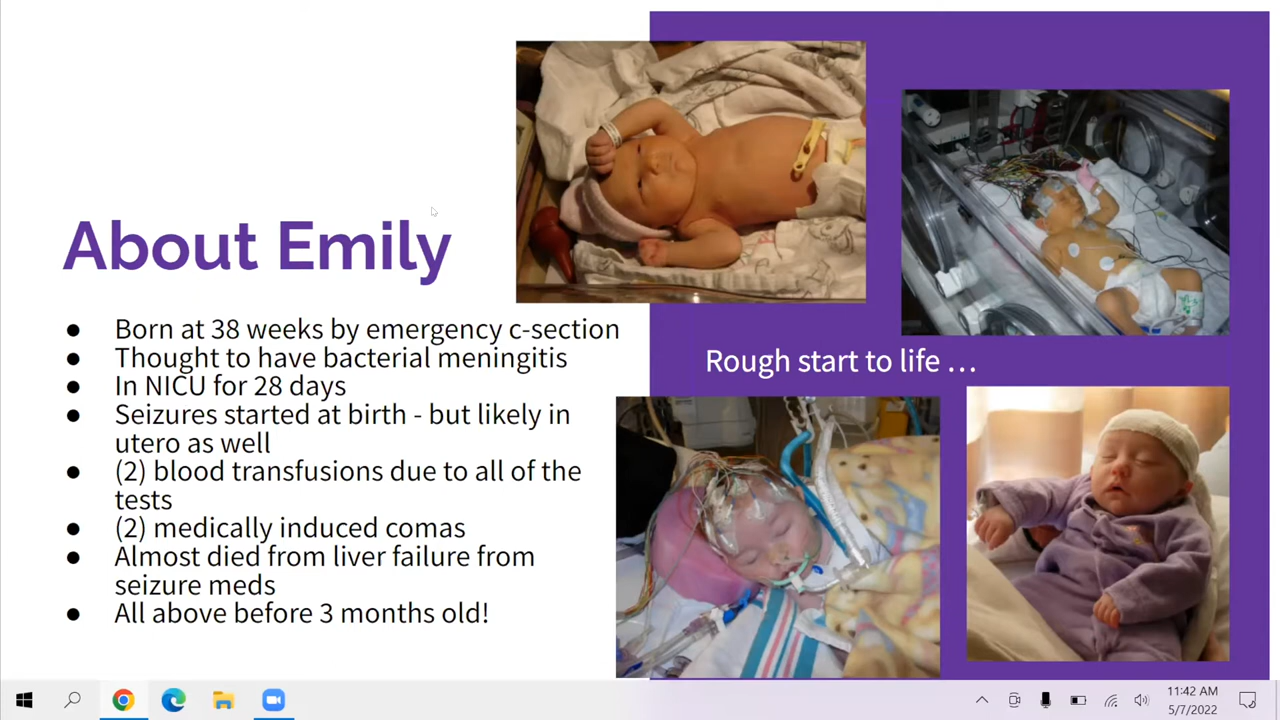 About Emily
● Born at 38 weeks by emergency c-section
● Thought to have bacterial meningitis
● In NICU for 28 days
● Seizures started at birth - but likely in
utero as well
● (2) blood transfusions due to all of the
tests
● (2) medically induced comas
● Almost died from liver failure from
seizure meds
● All above before 3 months old!
Rough start to life ...
11:42 AM
5/7/2022